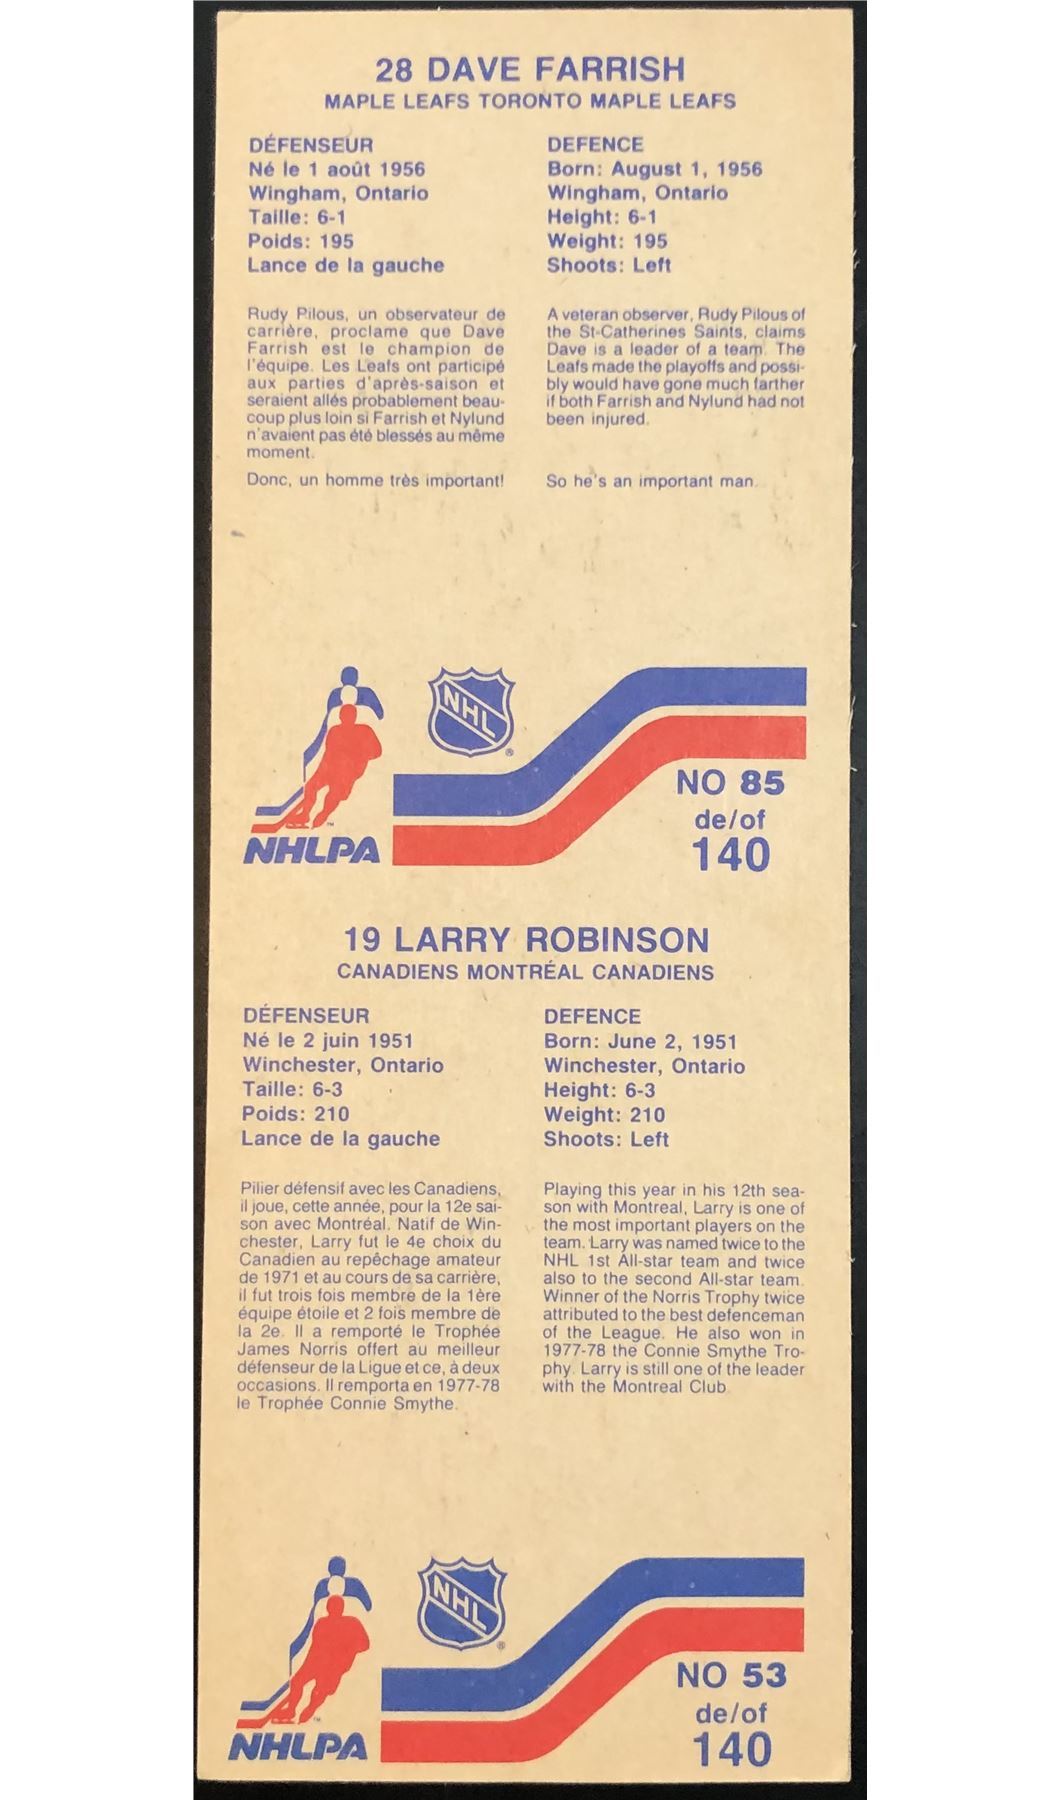 28 DAVE FARRISH
MAPLE LEAFS TORONTO MAPLE LEAFS
DÉFENSEUR
Né le 1 août 1956
Wingham, Ontario
Taille: 6-1
Poids: 195
Lance de la gauche
Rudy Pilous, un observateur de
carrière, proclame que Dave
Farrish est le champion de
l'équipe. Les Leafs ont participé
aux parties d'après-saison et
seraient allés probablement beau-
coup plus loin si Farrish et Nylund
n'avaient pas été blessés au même
moment.
Donc, un homme très important!
DEFENCE
Born: August 1, 1956
Wingham, Ontario
Height: 6-1
Weight: 195
Shoots: Left
A veteran observer, Rudy Pilous of
the St-Catherines Saints, claims
Dave is a leader of a team. The
Leafs made the playoffs and possi-
bly would have gone much farther
if both Farrish and Nylund had not
been injured.
So he's an important man.
NHL
®
™
NHLPA
NO 85
de/of
140
19 LARRY ROBINSON
CANADIENS MONTRÉAL CANADIENS
DÉFENSEUR
Né le 2 juin 1951
Winchester, Ontario
Taille: 6-3
Poids: 210
Lance de la gauche
Pilier défensif avec les Canadiens,
il joue, cette année, pour la 12e sai-
son avec Montréal. Natif de Win-
chester, Larry fut le 4e choix du
Canadien au repêchage amateur
de 1971 et au cours de sa carrière,
il fut trois fois membre de la 1ère
équipe étoile et 2 fois membre de
la 2e. Il a remporté le Trophée
James Norris offert au meilleur
défenseur de la Ligue et ce, à deux
occasions. Il remporta en 1977-78
le Trophée Connie Smythe.
DEFENCE
Born: June 2, 1951
Winchester, Ontario
Height: 6-3
Weight: 210
Shoots: Left
Playing this year in his 12th sea-
son with Montreal, Larry is one of
the most important players on the
team. Larry was named twice to the
NHL 1st All-star team and twice
also to the second All-star team.
Winner of the Norris Trophy twice
attributed to the best defenceman
of the League. He also won in
1977-78 the Connie Smythe Tro-
phy. Larry is still one of the leader
with the Montreal Club.
NHL
®
™
NHLPA
NO 53
de/of
140